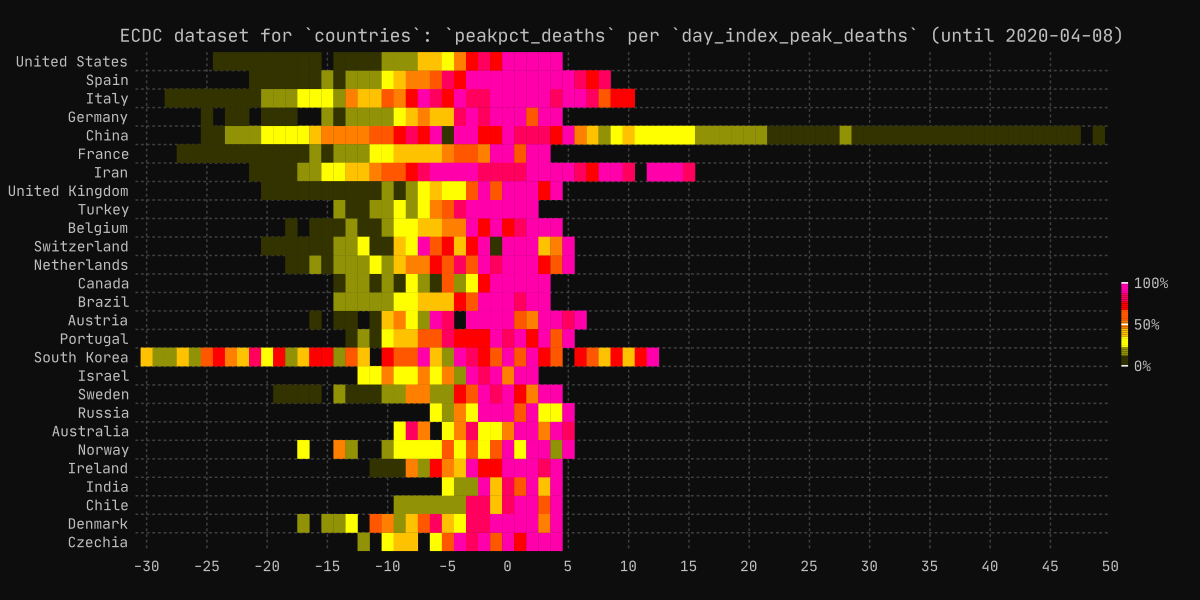 ECDC dataset for `countries`: `peakpct_deaths` per `day_index_peak_deaths` (until 2020-04-08)
United States
Spain
Italy
Germany
China
France
Iran
United Kingdom
Turkey
Belgium
Switzerland
Netherlands
Canada
Brazil
Austria
Portugal
South Korea
Israel
Sweden
Russia
Australia
Norway
Ireland
India
Chile
Denmark
Czechia
100%
50%
0%
-30 -25 -20 -15 -10 -5 0 5 10 15 20 25 30 35 40 45 50